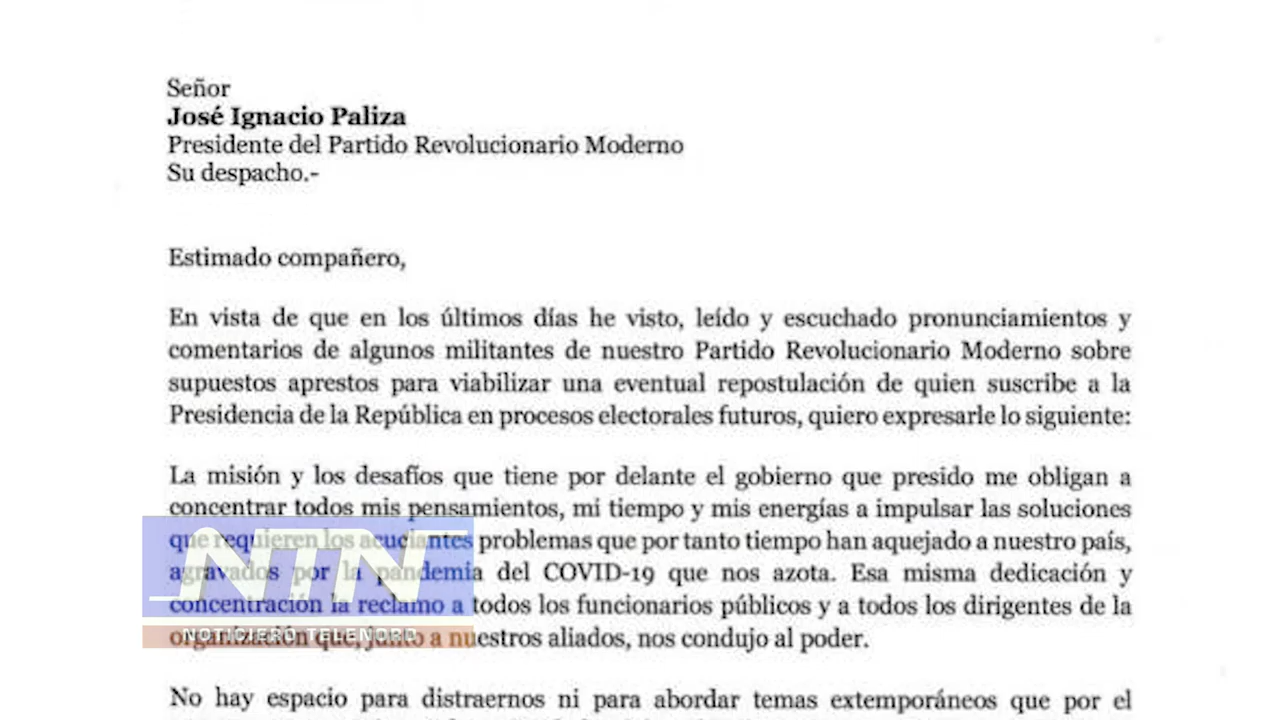 Señor
José Ignacio Paliza
Presidente del Partido Revolucionario Moderno
Su despacho.-
Estimado compañero,
En vista de que en los últimos días he visto, leído y escuchado pronunciamientos y
comentarios de algunos militantes de nuestro Partido Revolucionario Moderno sobre
supuestos aprestos para viabilizar una eventual repostulación de quien suscribe a la
Presidencia de la República en procesos electorales futuros, quiero expresarle lo siguiente:
La misión y los desafíos que tiene por delante el gobierno que presido me obligan a
concentrar todos mis pensamientos, mi tiempo y mis energías a impulsar las soluciones
que requieren los acuciantes problemas que por tanto tiempo han aquejado a nuestro país,
agravados por la pandemia del COVID-19 que nos azota. Esa misma dedicación y
concentración la reclamo a todos los funcionarios públicos y a todos los dirigentes de la
organización que, junto a nuestros aliados, nos condujo al poder.
NTN
NOTICIERO TELENORD
No hay espacio para distraernos ni para abordar temas extemporáneos que por el